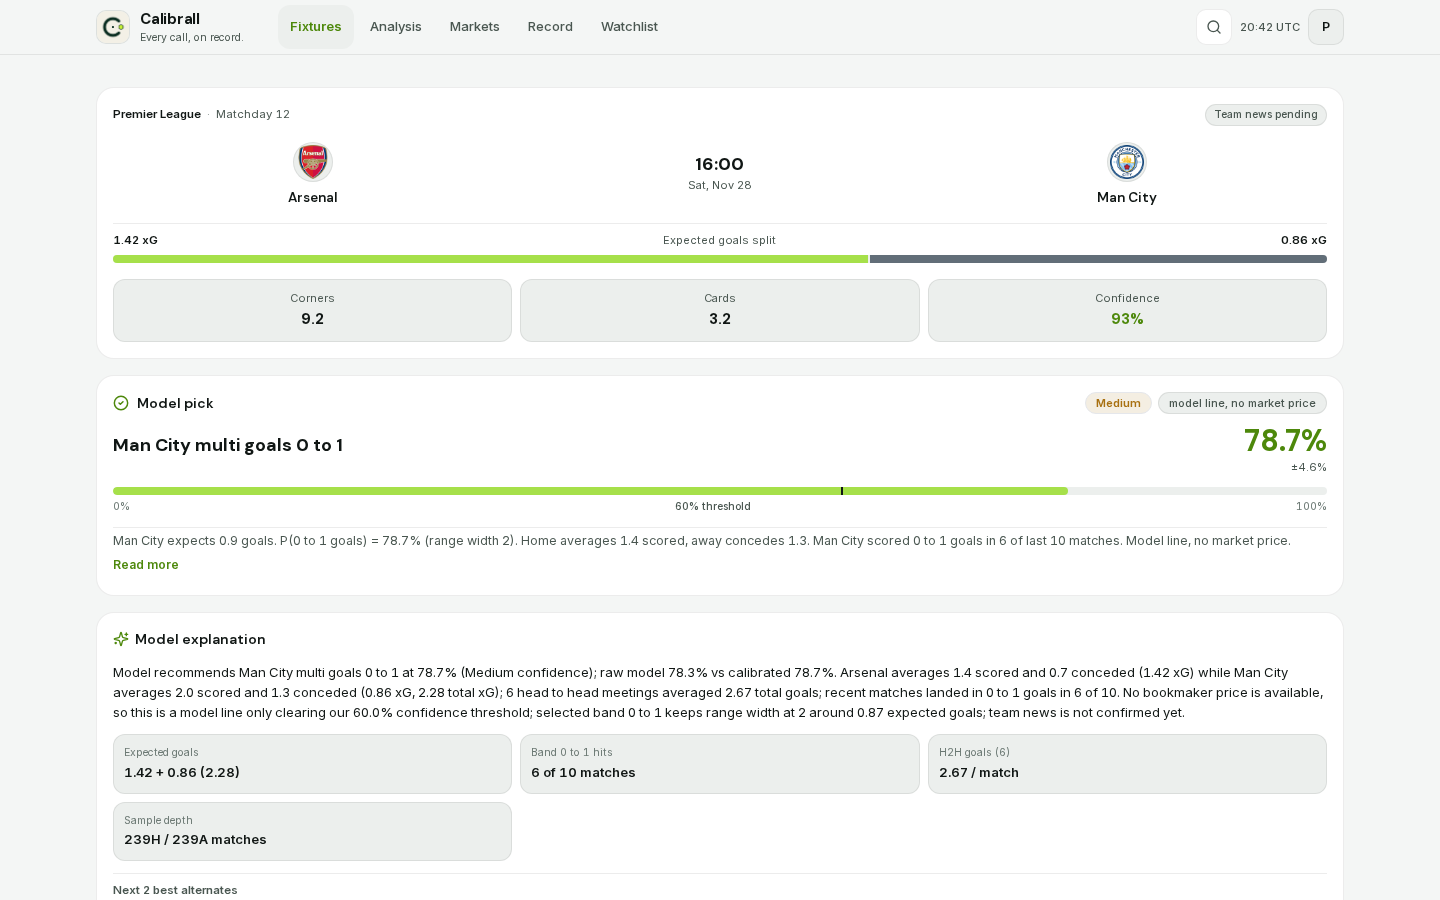 Calibrall
Every call, on record.
Fixtures
Analysis
Markets
Record
Watchlist
20:42 UTC
P
Premier League · Matchday 12
Team news pending
Arsenal
16:00
Sat, Nov 28
Man City
1.42 xG
Expected goals split
0.86 xG
Corners
9.2
Cards
3.2
Confidence
93%
Model pick
Medium
model line, no market price
Man City multi goals 0 to 1
78.7%
±4.6%
0%
60% threshold
100%
Man City expects 0.9 goals. P(0 to 1 goals) = 78.7% (range width 2). Home averages 1.4 scored, away concedes 1.3. Man City scored 0 to 1 goals in 6 of last 10 matches. Model line, no market price.
Read more
Model explanation
Model recommends Man City multi goals 0 to 1 at 78.7% (Medium confidence); raw model 78.3% vs calibrated 78.7%. Arsenal averages 1.4 scored and 0.7 conceded (1.42 xG) while Man City
averages 2.0 scored and 1.3 conceded (0.86 xG, 2.28 total xG); 6 head to head meetings averaged 2.67 total goals; recent matches landed in 0 to 1 goals in 6 of 10. No bookmaker price is available,
so this is a model line only clearing our 60.0% confidence threshold; selected band 0 to 1 keeps range width at 2 around 0.87 expected goals; team news is not confirmed yet.
Expected goals
1.42 + 0.86 (2.28)
Band 0 to 1 hits
6 of 10 matches
H2H goals (6)
2.67 / match
Sample depth
239H / 239A matches
Next 2 best alternates